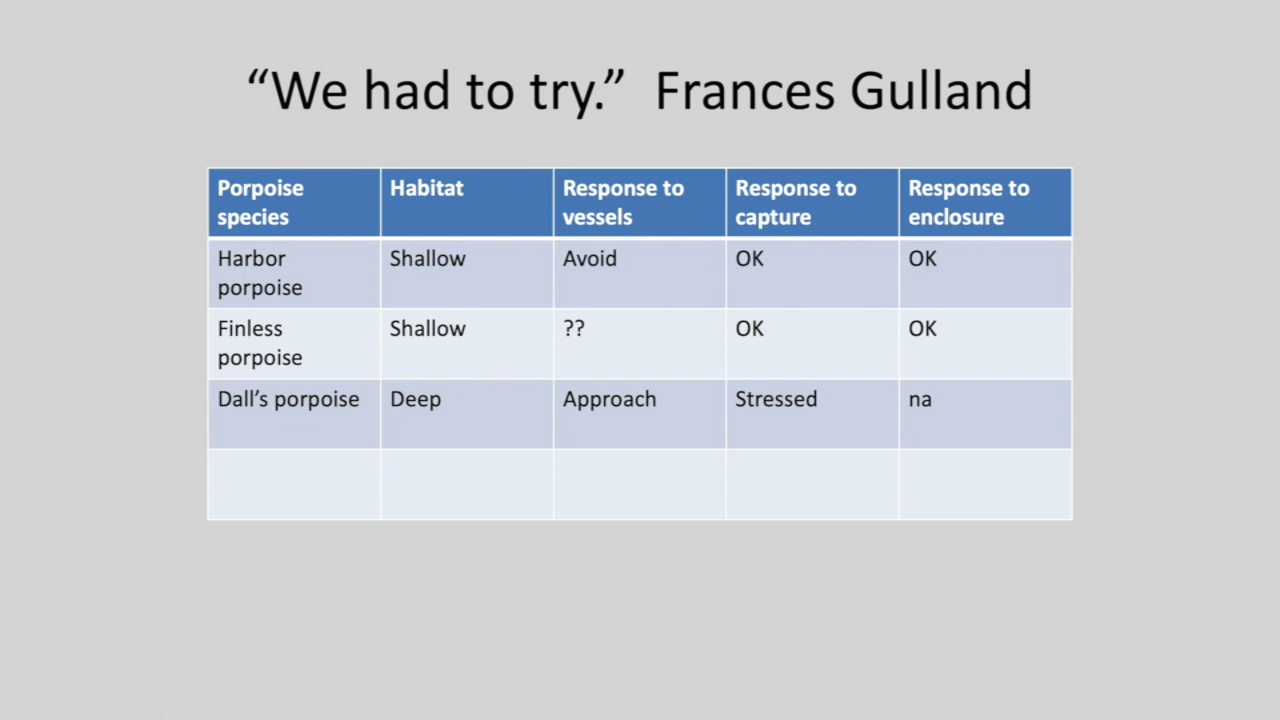 “We had to try.” Frances Gulland
Porpoise species | Habitat | Response to vessels | Response to capture | Response to enclosure
Harbor porpoise | Shallow | Avoid | OK | OK
Finless porpoise | Shallow | ?? | OK | OK
Dall’s porpoise | Deep | Approach | Stressed | na